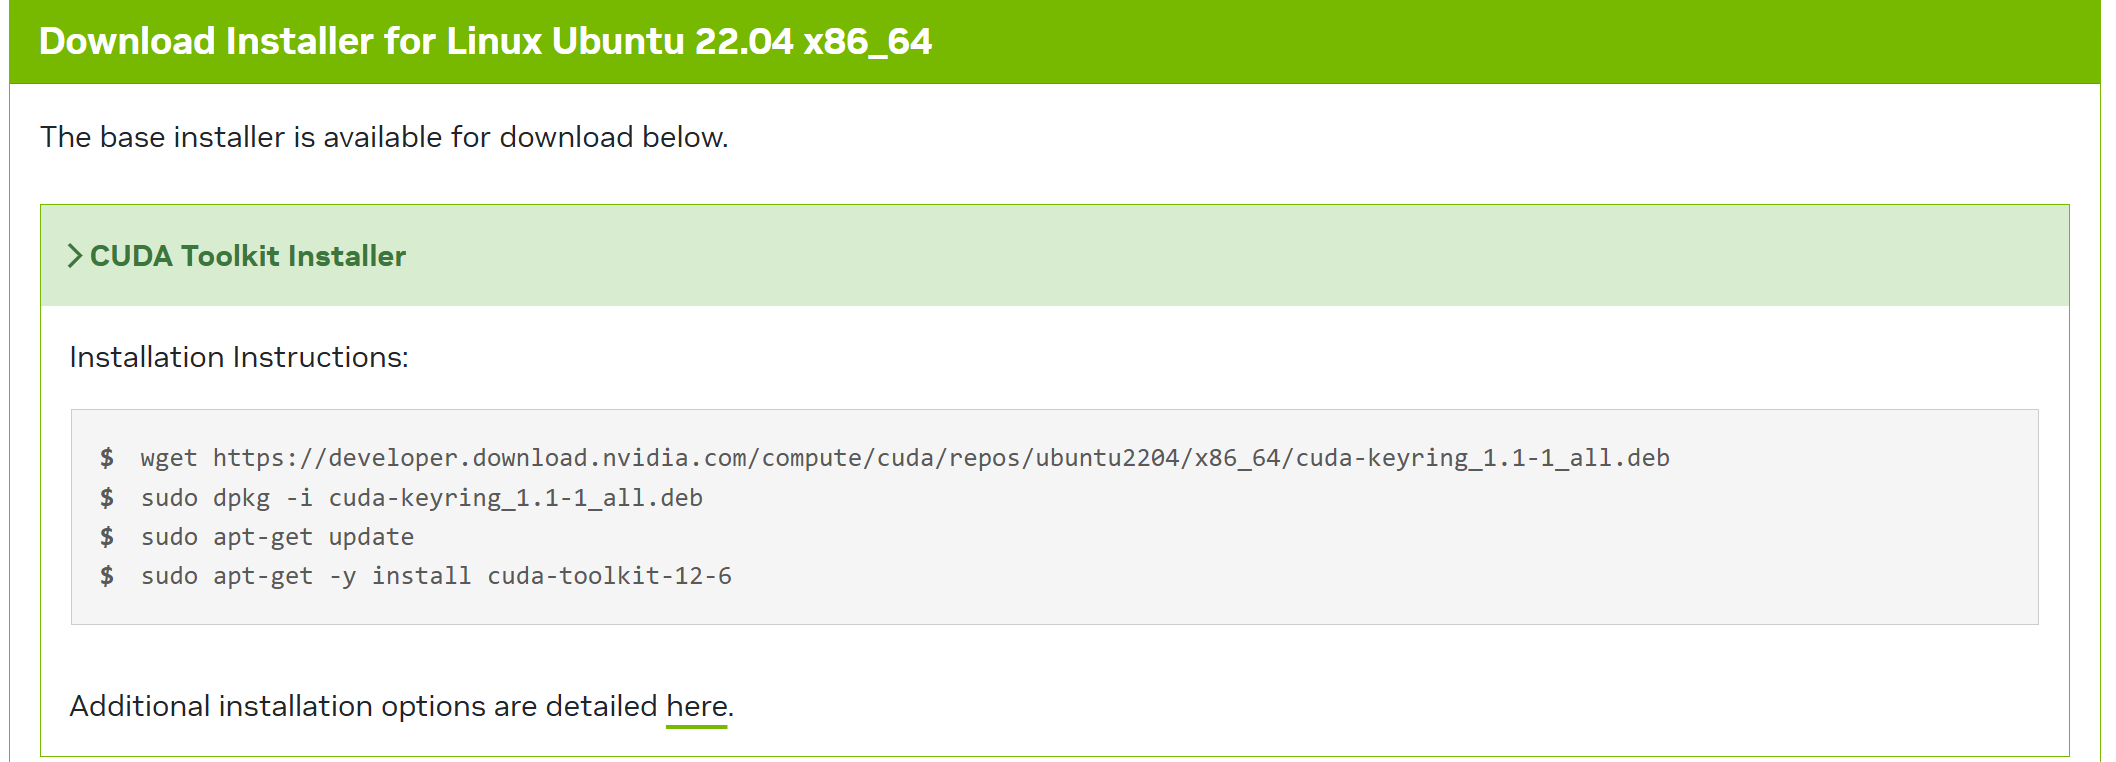 Download Installer for Linux Ubuntu 22.04 x86_64
The base installer is available for download below.
CUDA Toolkit Installer
Installation Instructions:
$ wget https://developer.download.nvidia.com/compute/cuda/repos/ubuntu2204/x86_64/cuda-keyring_1.1-1_all.deb
$ sudo dpkg -i cuda-keyring_1.1-1_all.deb
$ sudo apt-get update
$ sudo apt-get -y install cuda-toolkit-12-6
Additional installation options are detailed here.